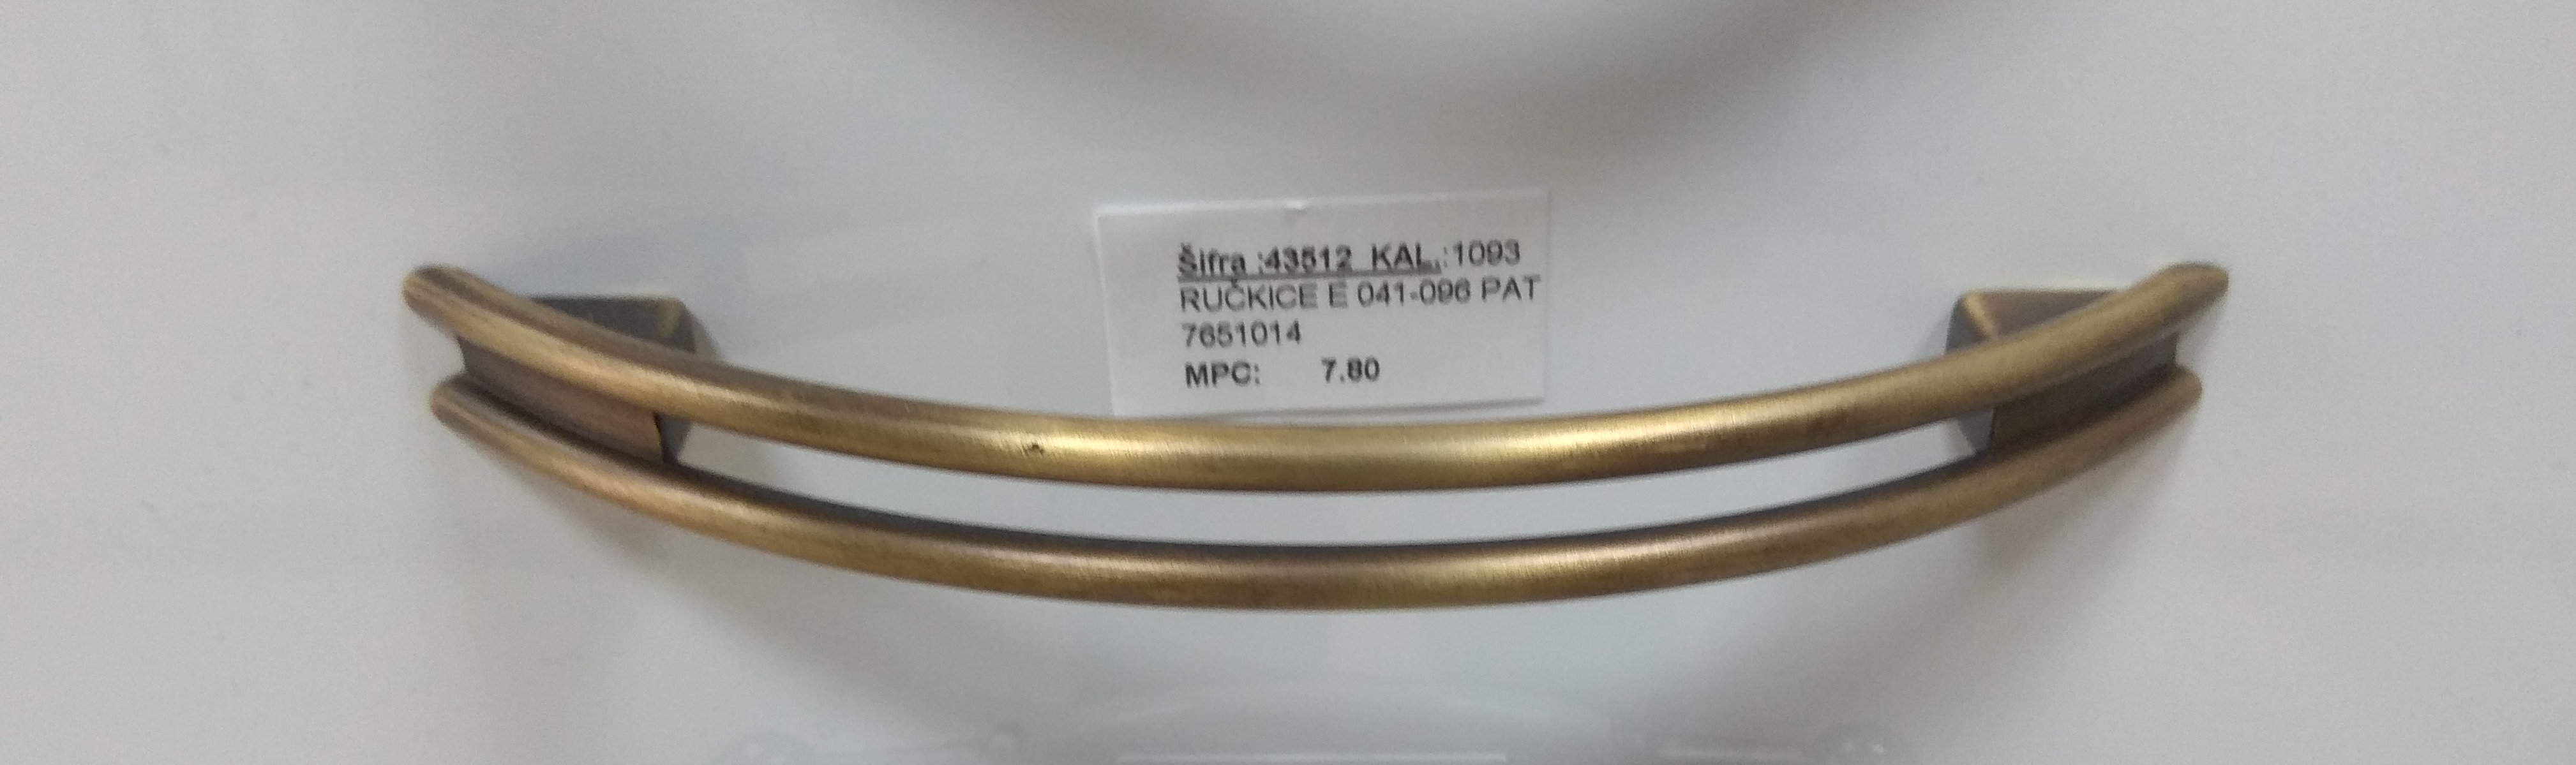 Šifra :43512 KAL.:1093
RUČKICE E 041-096 PAT
7651014
MPC: 7.80